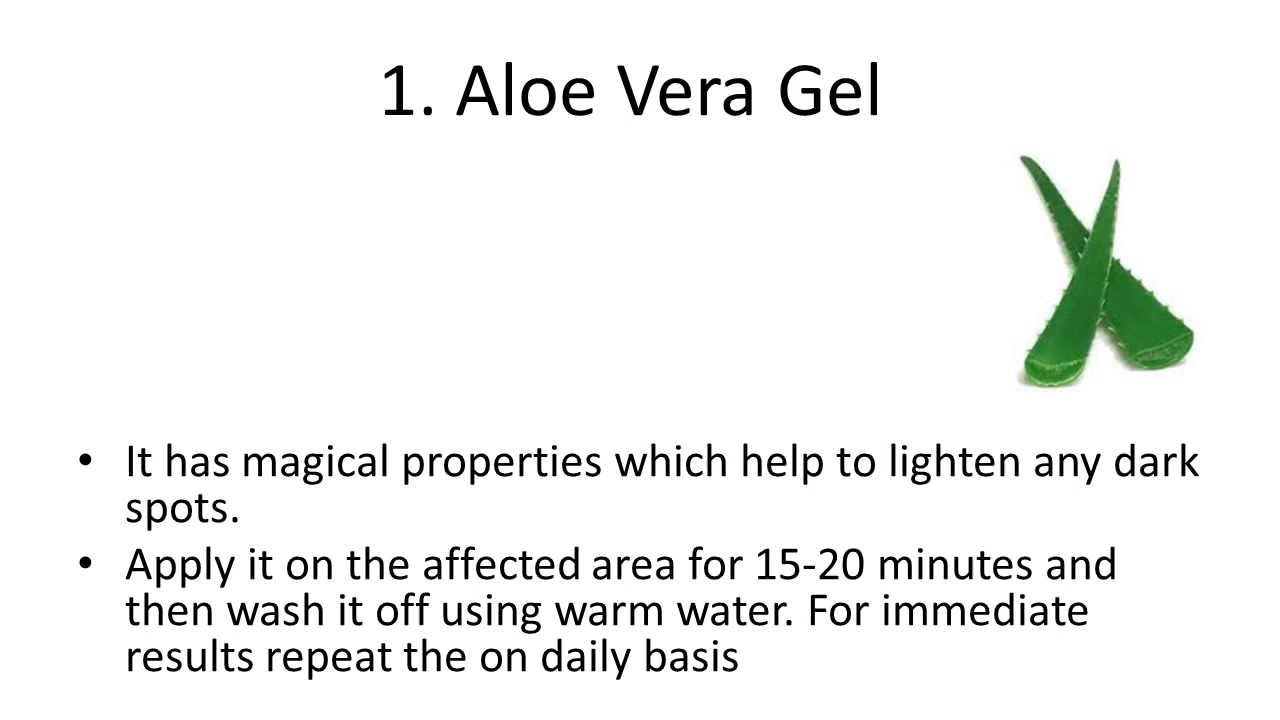 1. Aloe Vera Gel
• It has magical properties which help to lighten any dark
spots.
• Apply it on the affected area for 15-20 minutes and
then wash it off using warm water. For immediate
results repeat the on daily basis